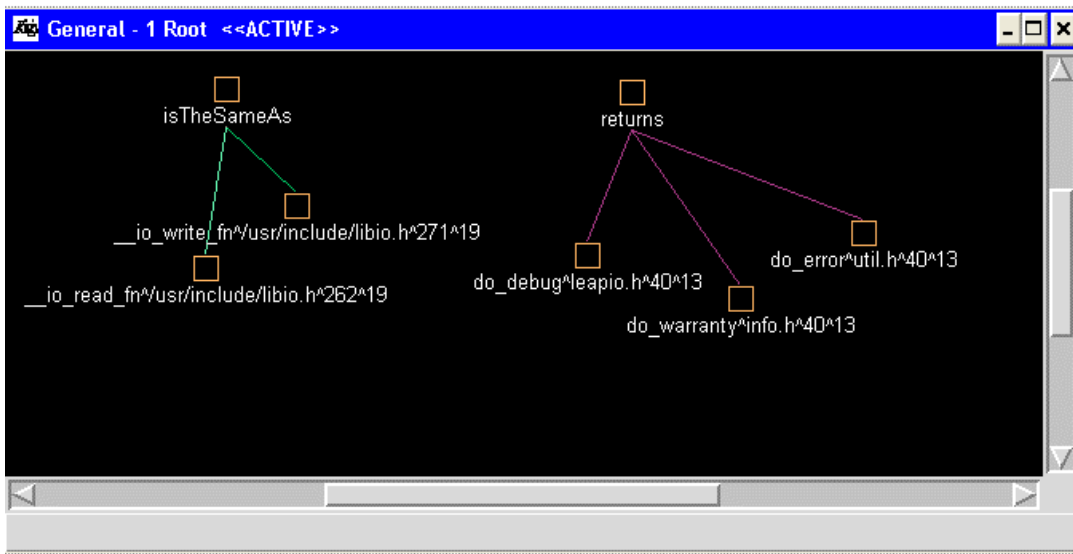 General - 1 Root <<ACTIVE>>
isTheSameAs
returns
__io_write_fn^/usr/include/libio.h^271^19
do_error^util.h^40^13
do_debug^leapio.h^40^13
__io_read_fn^/usr/include/libio.h^262^19
do_warranty^info.h^40^13